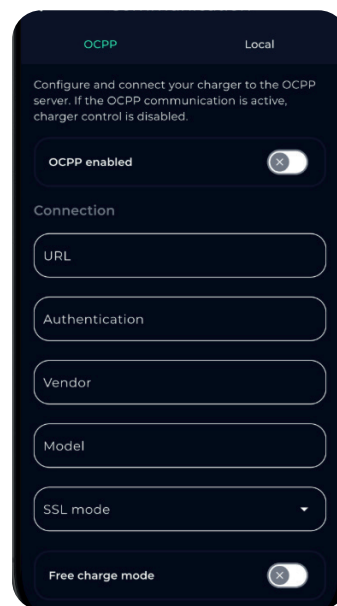 OCPP Local
Configure and connect your charger to the OCPP
server. If the OCPP communication is active,
charger control is disabled.
OCPP enabled
Connection
URL
Authentication
Vendor
Model
SSL mode
Free charge mode